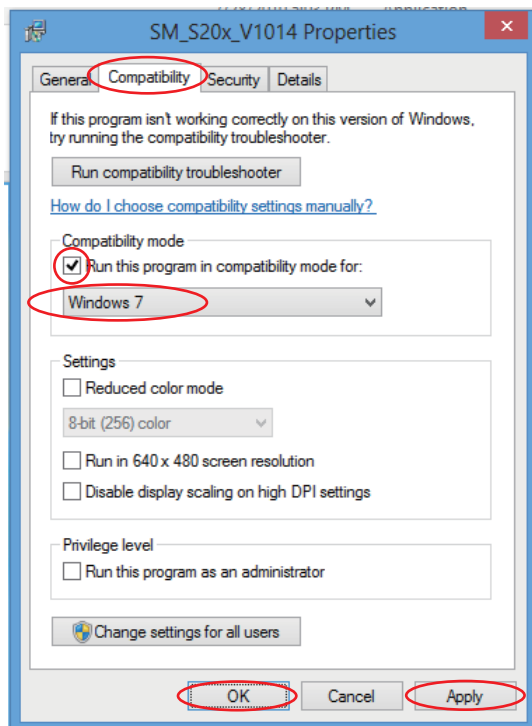 SM_S20x_V1014 Properties
General Compatibility Security Details
If this program isn't working correctly on this version of Windows,
try running the compatibility troubleshooter.
Run compatibility troubleshooter
How do I choose compatibility settings manually?
Compatibility mode
Run this program in compatibility mode for:
Windows 7
Settings
Reduced color mode
8-bit (256) color
Run in 640 x 480 screen resolution
Disable display scaling on high DPI settings
Privilege level
Run this program as an administrator
Change settings for all users
OK Cancel Apply